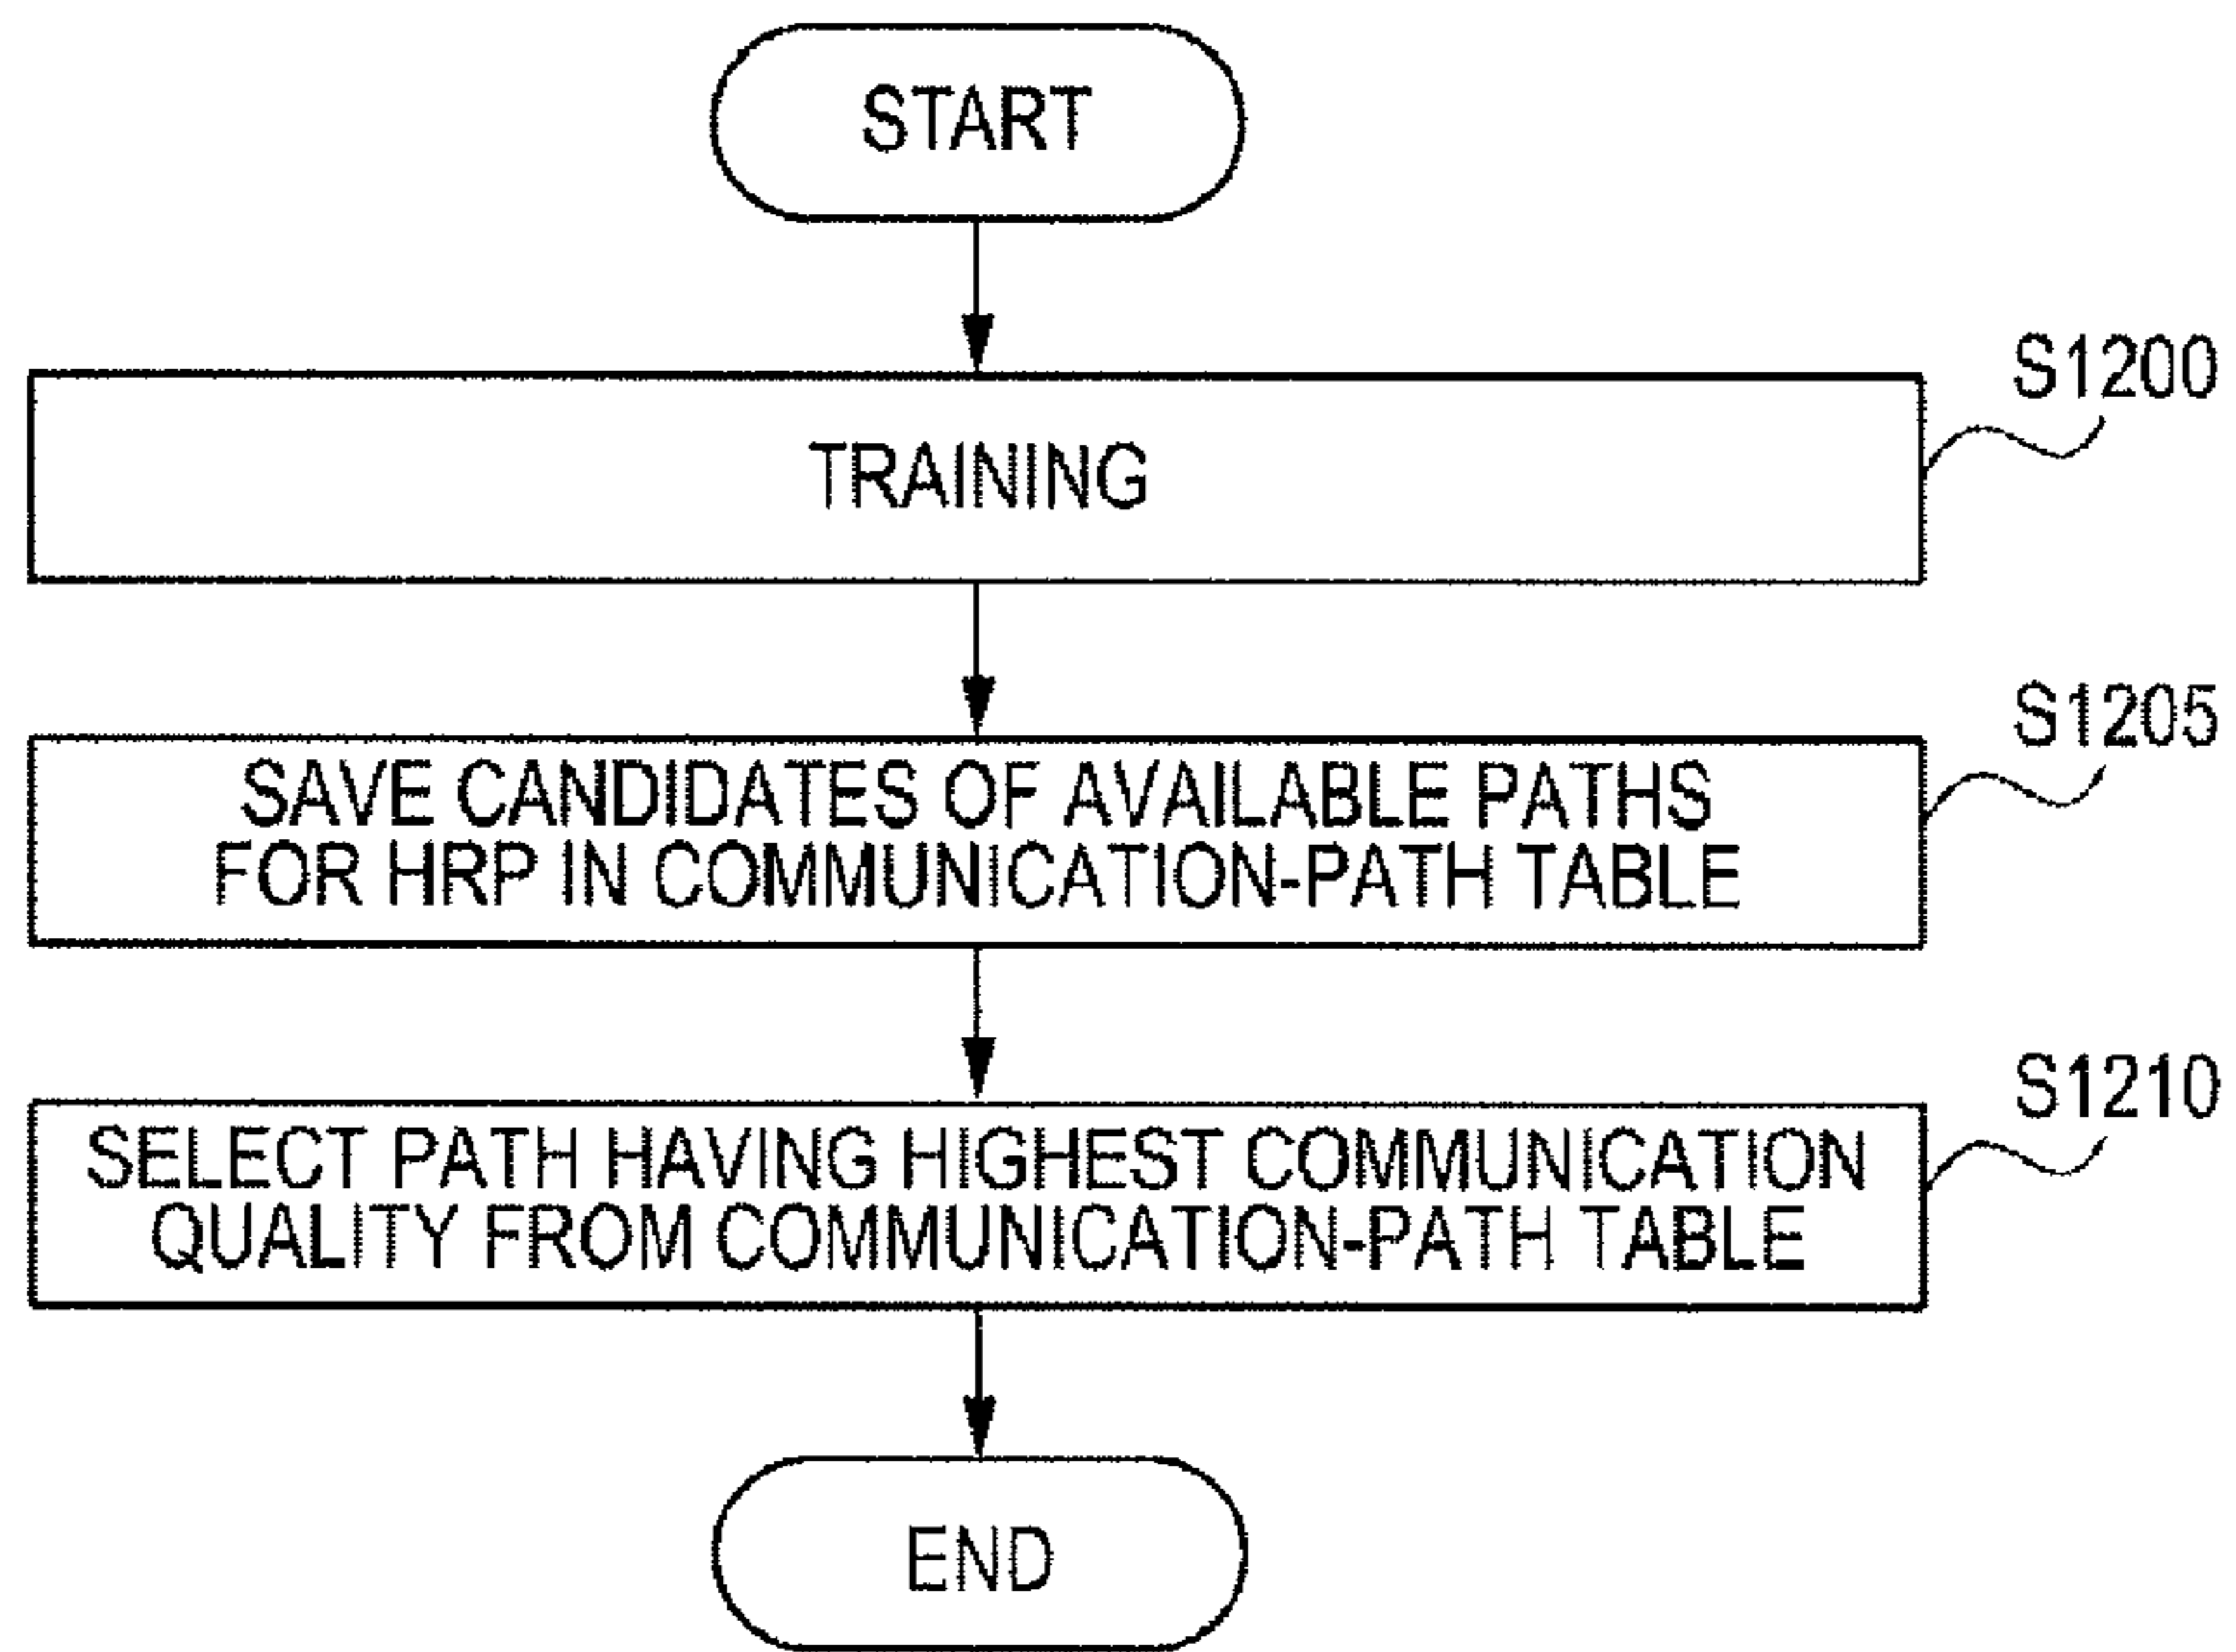 START
S1200
TRAINING
S1205
SAVE CANDIDATES OF AVAILABLE PATHS
FOR HRP IN COMMUNICATION-PATH TABLE
S1210
SELECT PATH HAVING HIGHEST COMMUNICATION
QUALITY FROM COMMUNICATION-PATH TABLE
END